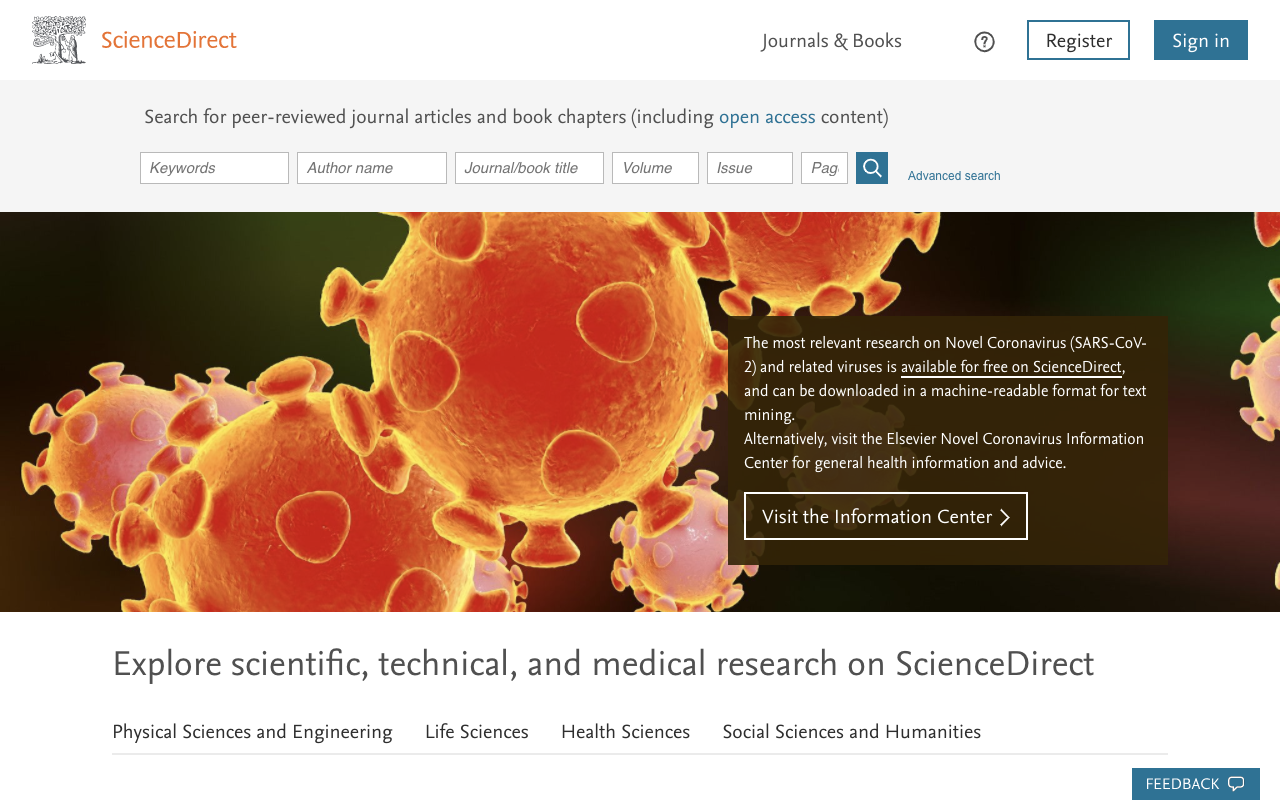 ScienceDirect
Journals & Books
Register
Sign in
Search for peer-reviewed journal articles and book chapters (including open access content)
Keywords
Author name
Journal/book title
Volume
Issue
Pag
Advanced search
The most relevant research on Novel Coronavirus (SARS-CoV-
2) and related viruses is available for free on ScienceDirect,
and can be downloaded in a machine-readable format for text
mining.
Alternatively, visit the Elsevier Novel Coronavirus Information
Center for general health information and advice.
Visit the Information Center
Explore scientific, technical, and medical research on ScienceDirect
Physical Sciences and Engineering
Life Sciences
Health Sciences
Social Sciences and Humanities
FEEDBACK